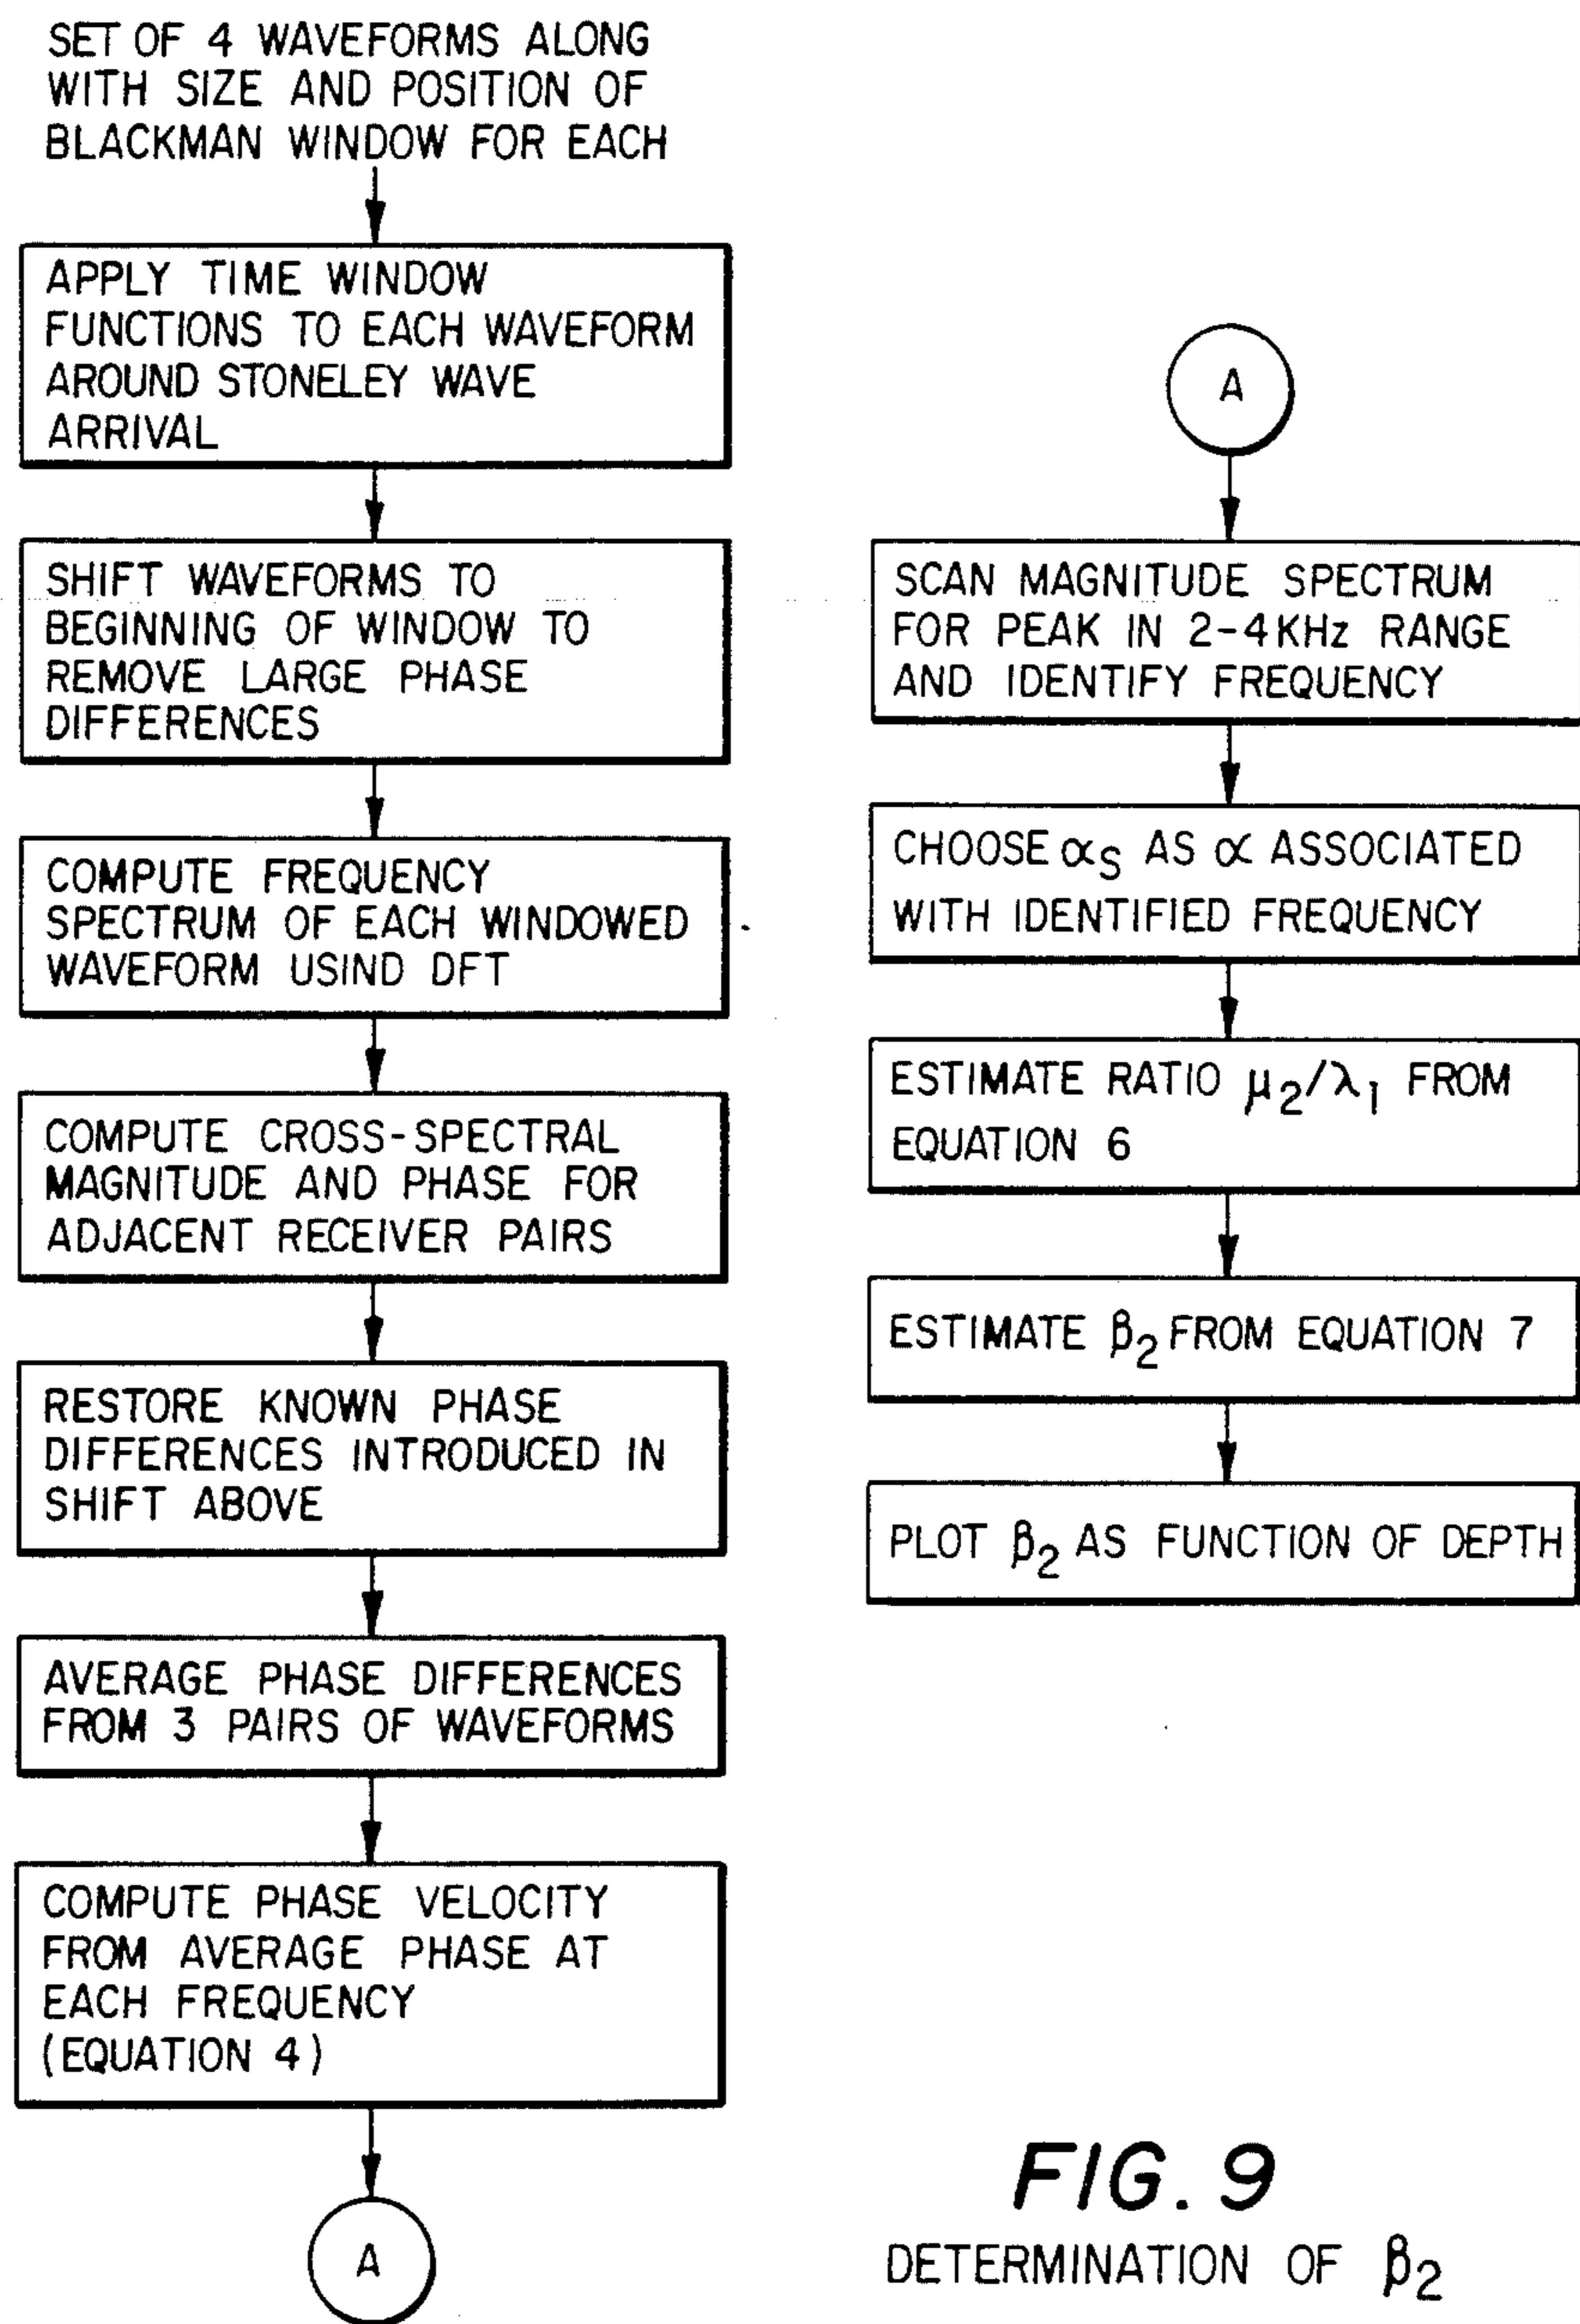 SET OF 4 WAVEFORMS ALONG
WITH SIZE AND POSITION OF
BLACKMAN WINDOW FOR EACH
APPLY TIME WINDOW
FUNCTIONS TO EACH WAVEFORM
AROUND STONELEY WAVE
ARRIVAL
SHIFT WAVEFORMS TO
BEGINNING OF WINDOW TO
REMOVE LARGE PHASE
DIFFERENCES
COMPUTE FREQUENCY
SPECTRUM OF EACH WINDOWED
WAVEFORM USIND DFT
COMPUTE CROSS-SPECTRAL
MAGNITUDE AND PHASE FOR
ADJACENT RECEIVER PAIRS
RESTORE KNOWN PHASE
DIFFERENCES INTRODUCED IN
SHIFT ABOVE
AVERAGE PHASE DIFFERENCES
FROM 3 PAIRS OF WAVEFORMS
COMPUTE PHASE VELOCITY
FROM AVERAGE PHASE AT
EACH FREQUENCY
(EQUATION 4)
A
A
SCAN MAGNITUDE SPECTRUM
FOR PEAK IN 2-4KHz RANGE
AND IDENTIFY FREQUENCY
CHOOSE αS AS α ASSOCIATED
WITH IDENTIFIED FREQUENCY
ESTIMATE RATIO μ2/λ1 FROM
EQUATION 6
ESTIMATE β2 FROM EQUATION 7
PLOT β2 AS FUNCTION OF DEPTH
FIG. 9
DETERMINATION OF β2